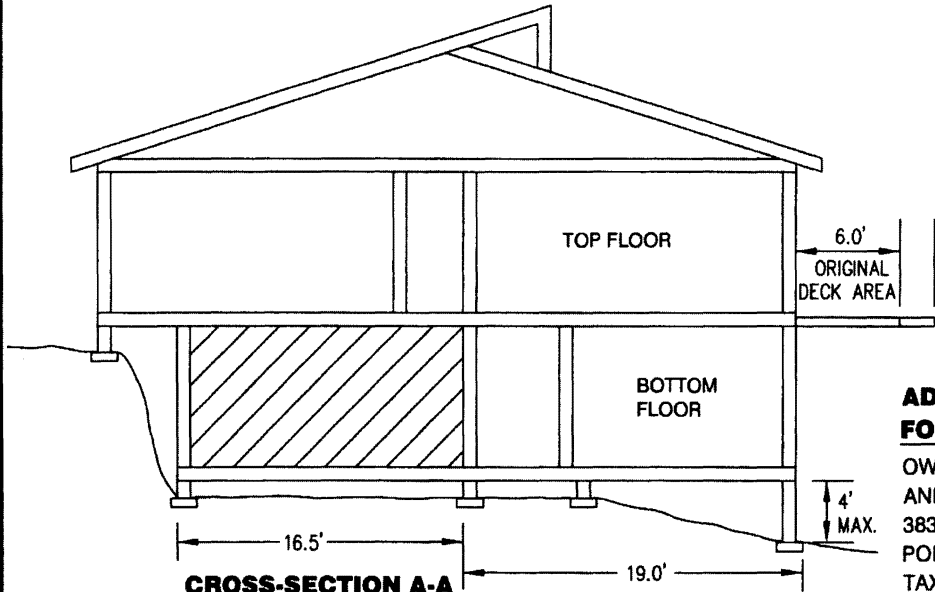 TOP FLOOR
6.0'
ORIGINAL
DECK AREA
BOTTOM
FLOOR
4'
MAX.
16.5'
19.0'
CROSS-SECTION A-A
AD
FO
OW
AN
383
POI
TAX